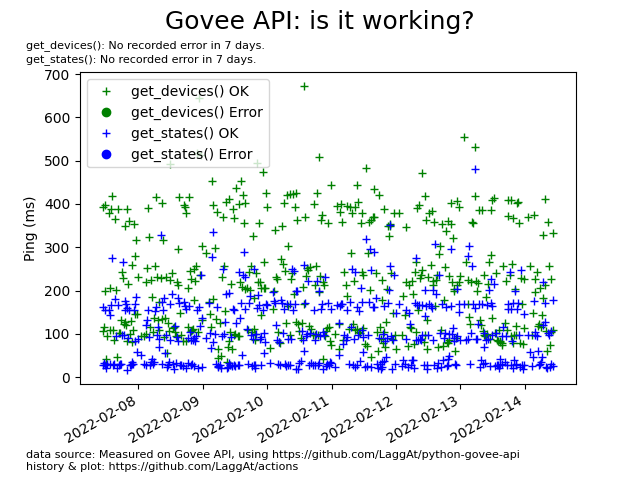 Govee API: is it working?
get_devices(): No recorded error in 7 days.
get_states(): No recorded error in 7 days.
get_devices() OK
get_devices() Error
get_states() OK
get_states() Error
Ping (ms)
700
600
500
400
300
200
100
0
2022-02-08
2022-02-09
2022-02-10
2022-02-11
2022-02-12
2022-02-13
2022-02-14
data source: Measured on Govee API, using https://github.com/LaggAt/python-govee-api
history & plot: https://github.com/LaggAt/actions